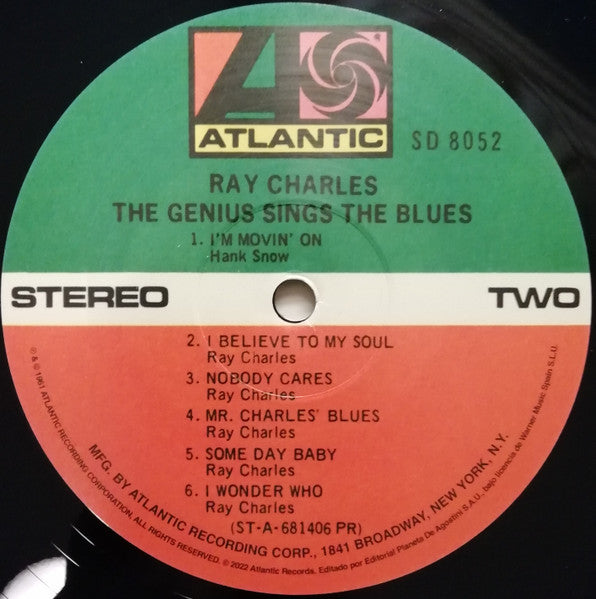 ATLANTIC
SD 8052
RAY CHARLES
THE GENIUS SINGS THE BLUES
1. I'M MOVIN' ON
Hank Snow
STEREO
TWO
2. I BELIEVE TO MY SOUL
Ray Charles
3. NOBODY CARES
Ray Charles
4. MR. CHARLES' BLUES
Ray Charles
5. SOME DAY BABY
Ray Charles
6. I WONDER WHO
Ray Charles
(ST-A-681406 PR)
MFG. BY ATLANTIC RECORDING CORP., 1841 BROADWAY, NEW YORK, N.Y.
℗ & © 1961 ATLANTIC RECORDING CORPORATION. ALL RIGHTS RESERVED. © 2022 Atlantic Records. Editado por Editorial Planeta De Agostini S.A.U., bajo licencia de Warner Music Spain S.L.U.